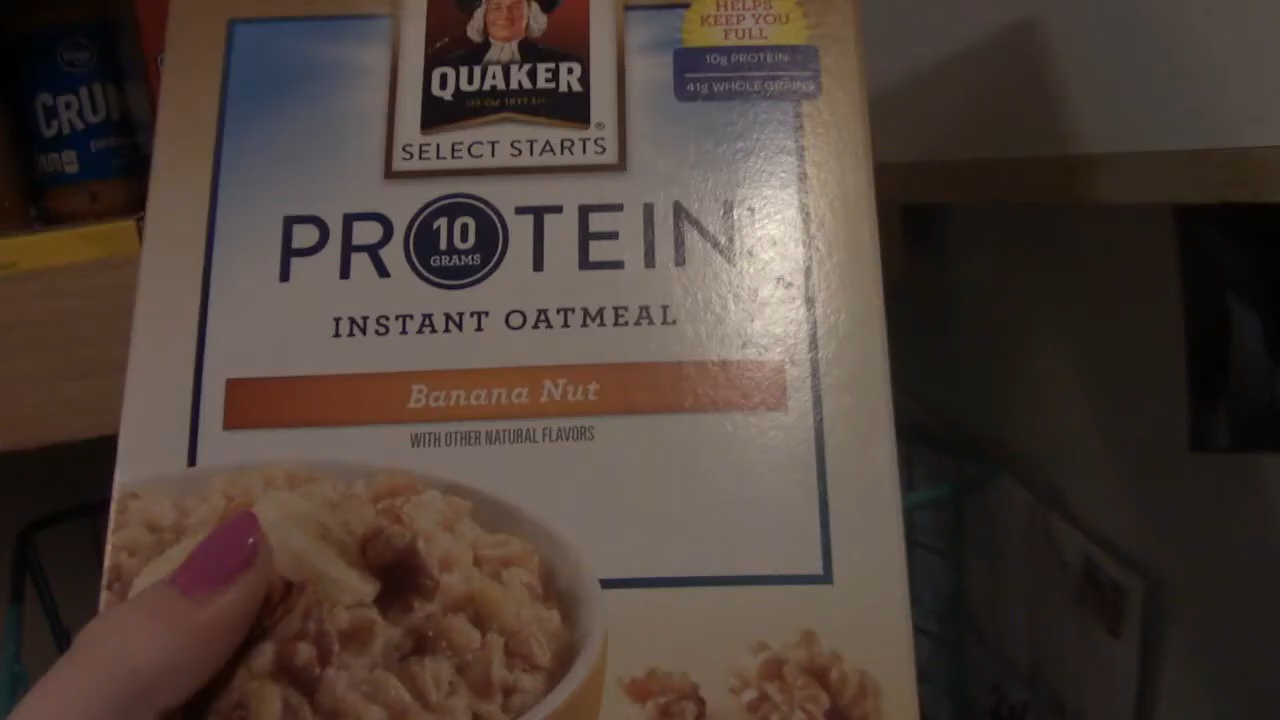 HELPS
KEEP YOU
FULL
10g PROTEIN
41g WHOLE GRAINS
QUAKER
SELECT STARTS
CRU
PROTEIN
10
GRAMS
INSTANT OATMEAL
Banana Nut
WITH OTHER NATURAL FLAVORS